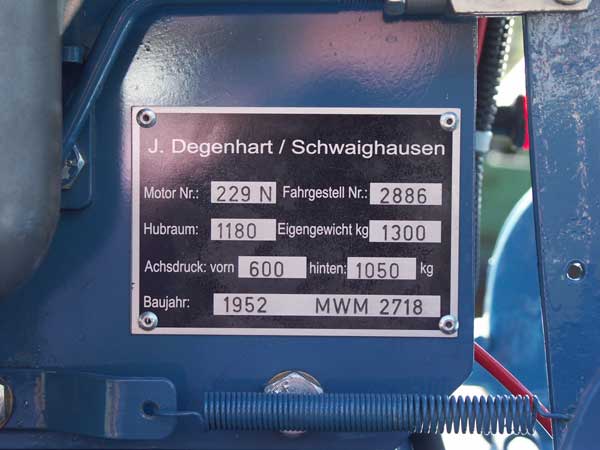 J. Degenhart / Schwaighausen
Motor Nr.: 229 N Fahrgestell Nr.: 2886
Hubraum: 1180 Eigengewicht kg 1300
Achsdruck: vorn 600 hinten: 1050 kg
Baujahr: 1952 MWM 2718